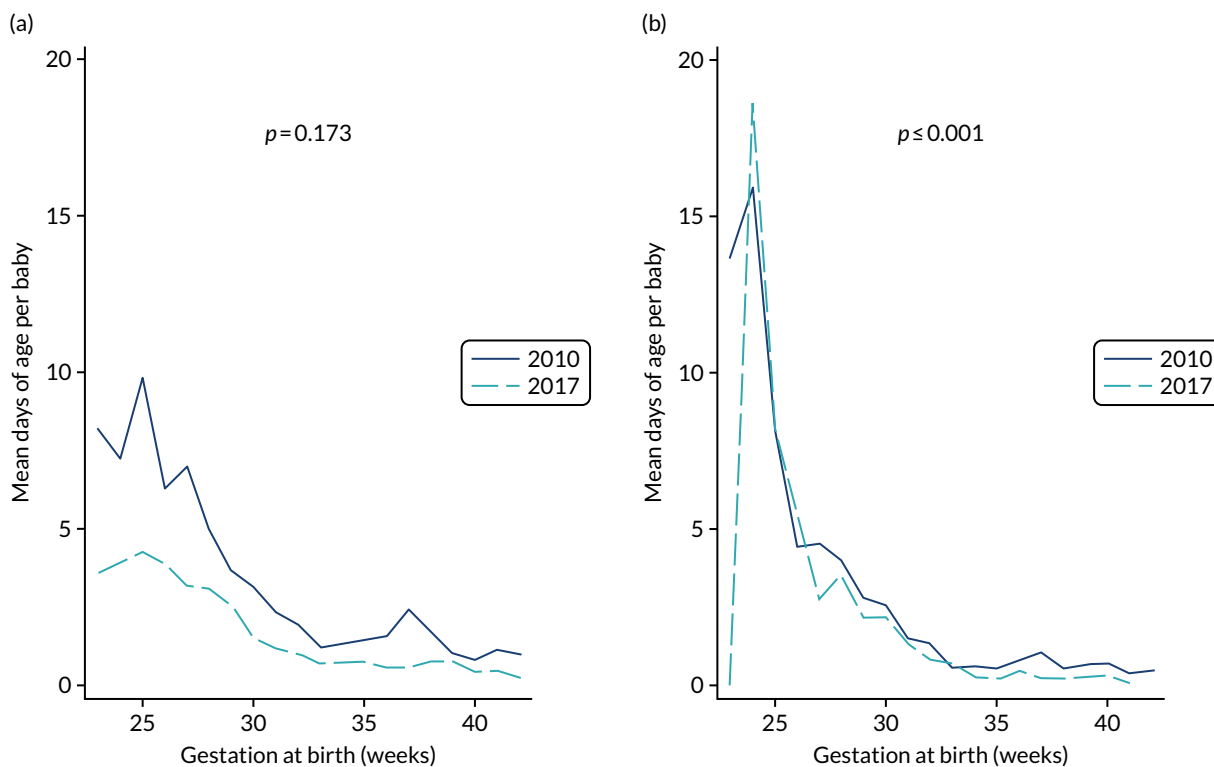 (a)
20
15
10
5
0
Mean days of age per baby
p = 0.173
2010
2017
25 30 35 40
Gestation at birth (weeks)
(b)
20
15
10
5
0
Mean days of age per baby
p ≤ 0.001
2010
2017
25 30 35 40
Gestation at birth (weeks)